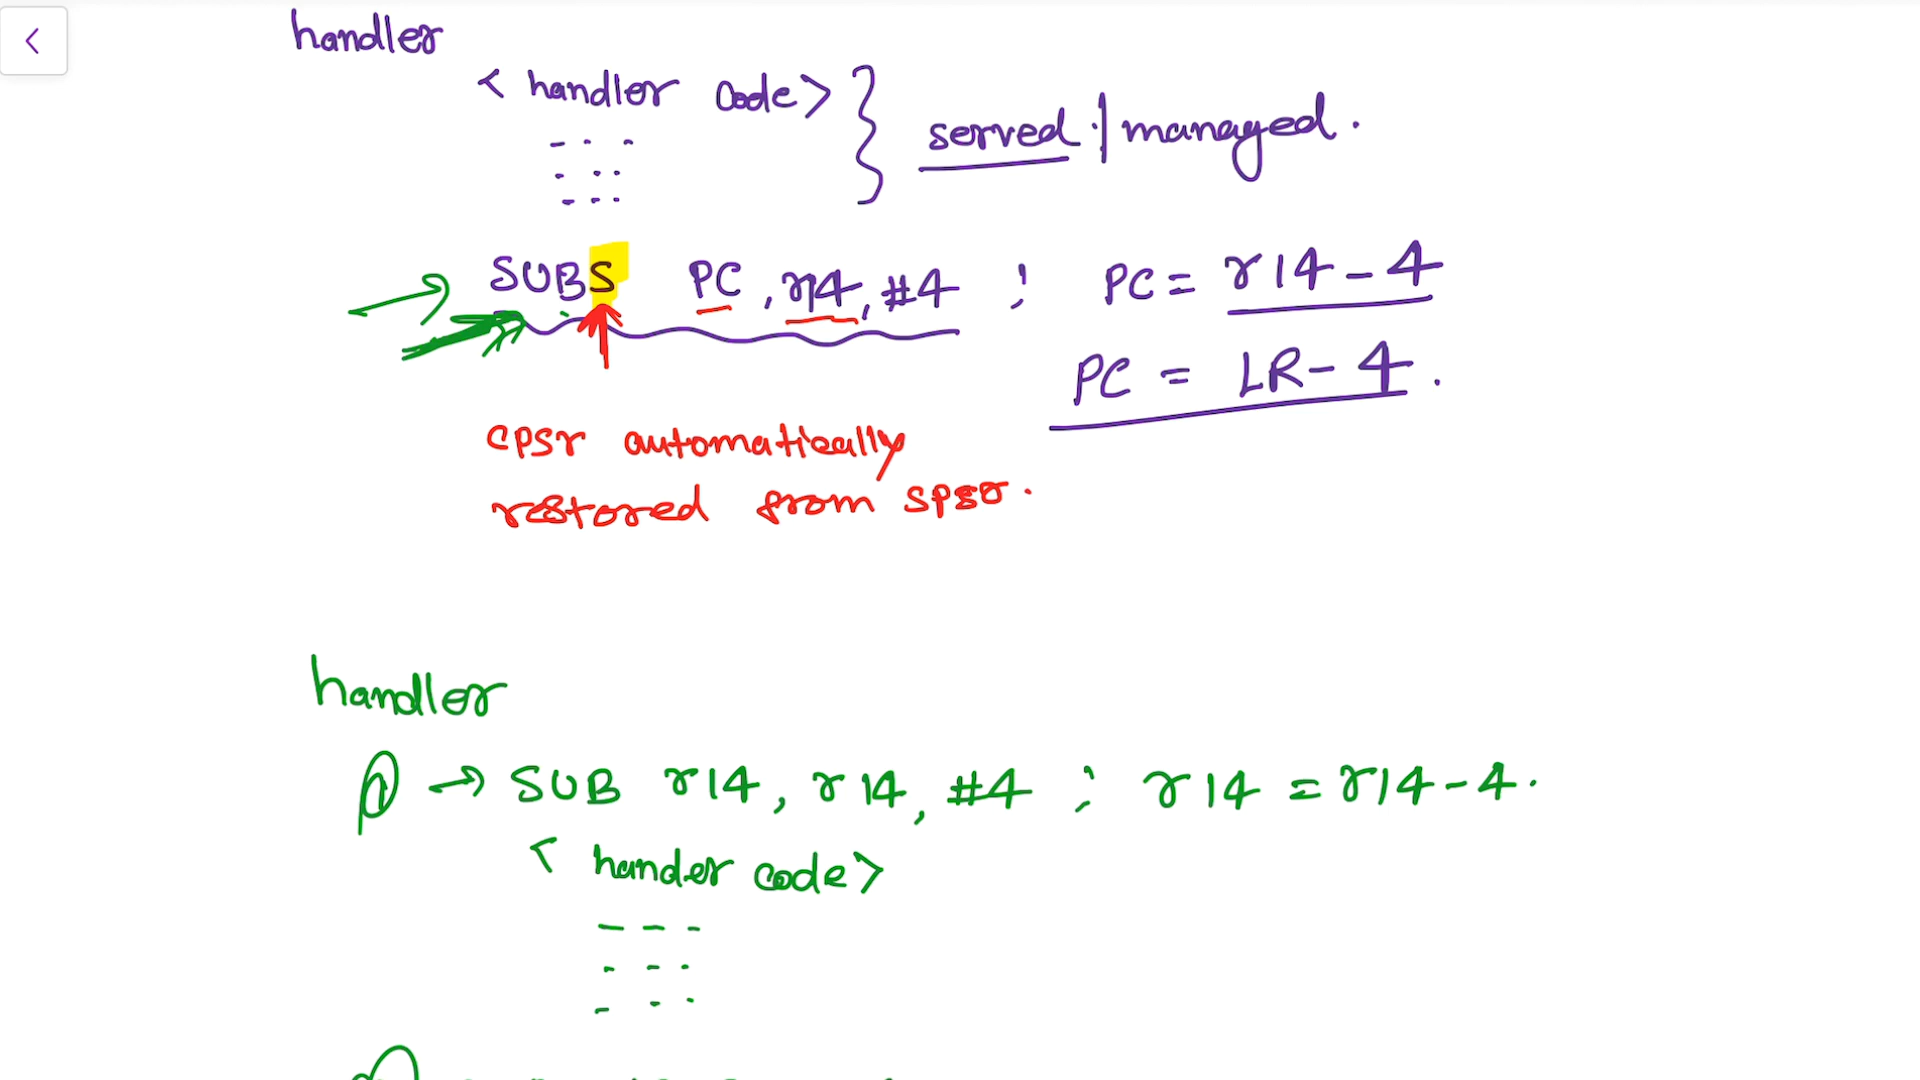 handler
< handler code> } served | managed.
SUBS PC, r14, #4 ; PC = r14 - 4
PC = LR - 4.
cpsr automatically
restored from spsr.
handler
→ SUB r14, r14, #4 ; r14 = r14 - 4.
< hander code>